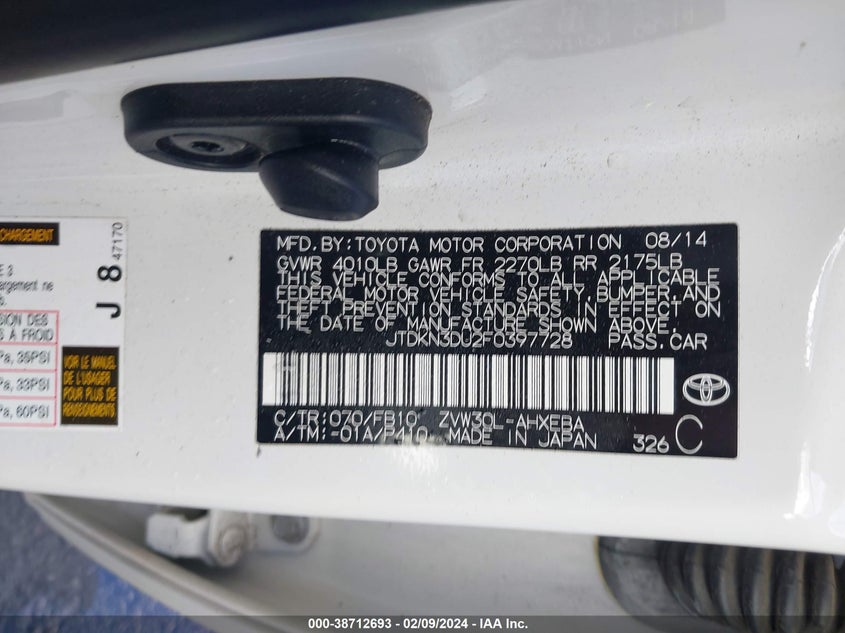 CHARGEMENT
J 8
47170
E 3
hargement ne
s.
SION DES
S À FROID
Pa, 35PSI
Pa, 33PSI
Pa, 60PSI
VOIR LE MANUEL
DE L'USAGER
POUR PLUS DE
RENSEIGNEMENTS
MFD. BY: TOYOTA MOTOR CORPORATION 08/14
GVWR 4010LB GAWR FR 2270LB RR 2175LB
THIS VEHICLE CONFORMS TO ALL APPLICABLE
FEDERAL MOTOR VEHICLE SAFETY, BUMPER, AND
THEFT PREVENTION STANDARDS IN EFFECT ON
THE DATE OF MANUFACTURE SHOWN ABOVE.
JTDKN3DU2F0397728 PASS. CAR
C/TR: 070/FB10 ZVW30L-AHXEBA
A/TM: -01A/P410 MADE IN JAPAN 326 C
000-38712693 - 02/09/2024 - IAA Inc.